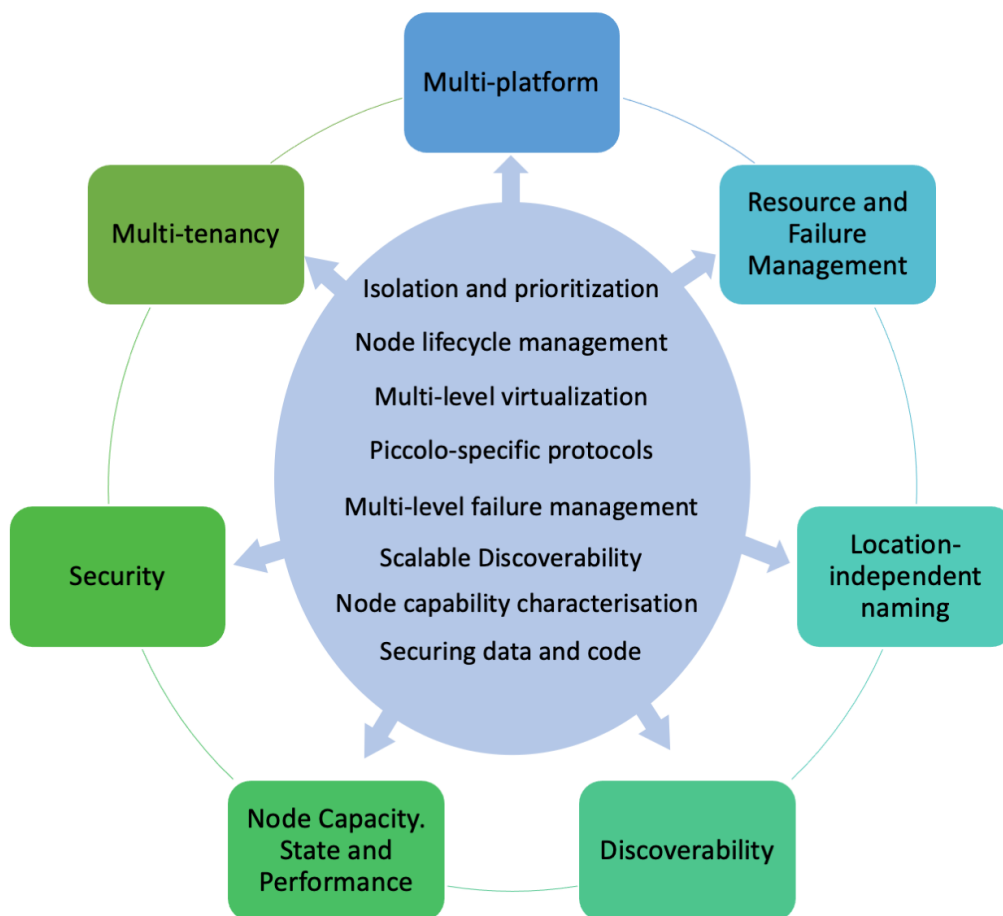 Multi-platform
Multi-tenancy
Resource and
Failure
Management
Isolation and prioritization
Node lifecycle management
Multi-level virtualization
Piccolo-specific protocols
Multi-level failure management
Scalable Discoverability
Node capability characterisation
Securing data and code
Security
Location-
independent
naming
Node Capacity.
State and
Performance
Discoverability